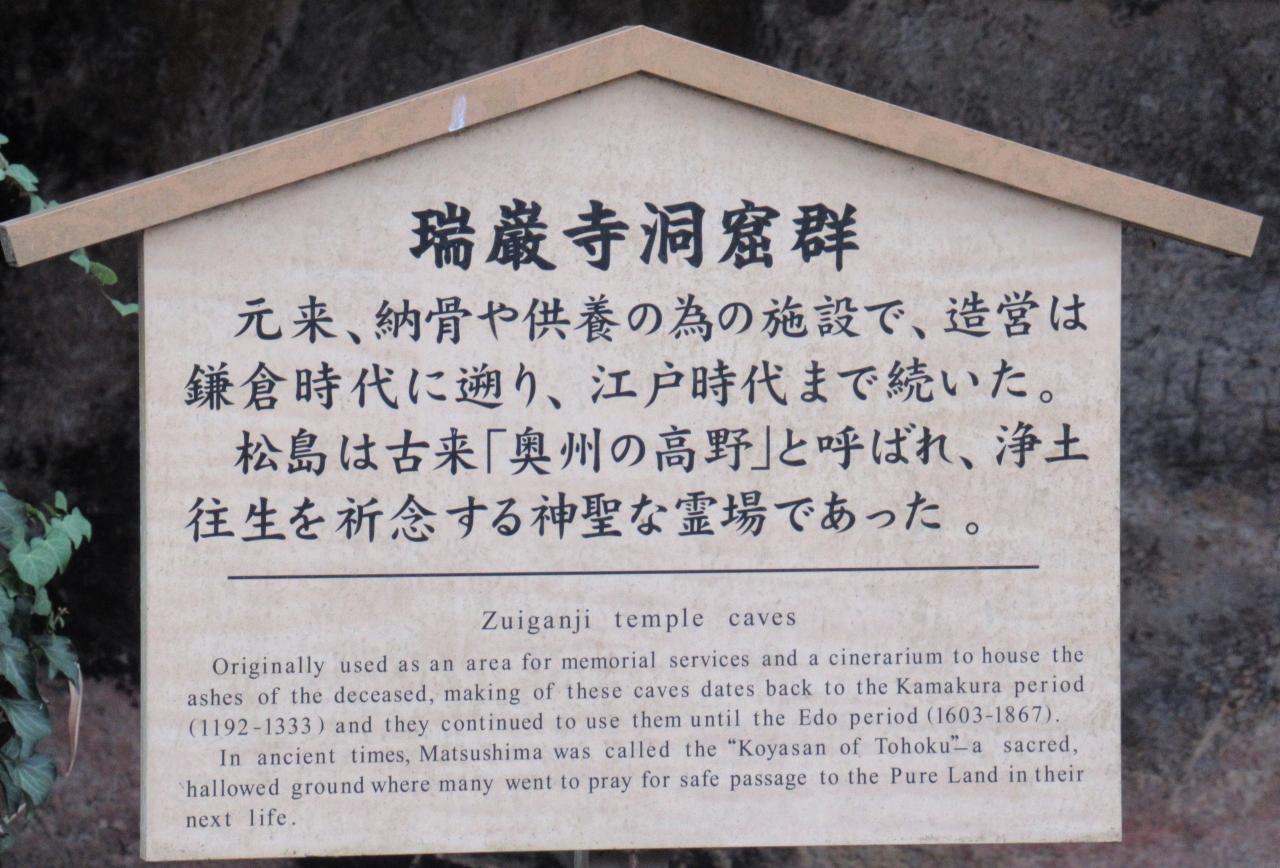 瑞巌寺洞窟群
元来、納骨や供養の為の施設で、造営は
鎌倉時代に遡り、江戸時代まで続いた。
松島は古来「奥州の高野」と呼ばれ、浄土
往生を祈念する神聖な霊場であった。
Zuiganji temple caves
Originally used as an area for memorial services and a cinerarium to house the
ashes of the deceased, making of these caves dates back to the Kamakura period
(1192-1333) and they continued to use them until the Edo period (1603-1867).
In ancient times, Matsushima was called the “Koyasan of Tohoku”—a sacred,
hallowed ground where many went to pray for safe passage to the Pure Land in their
next life.